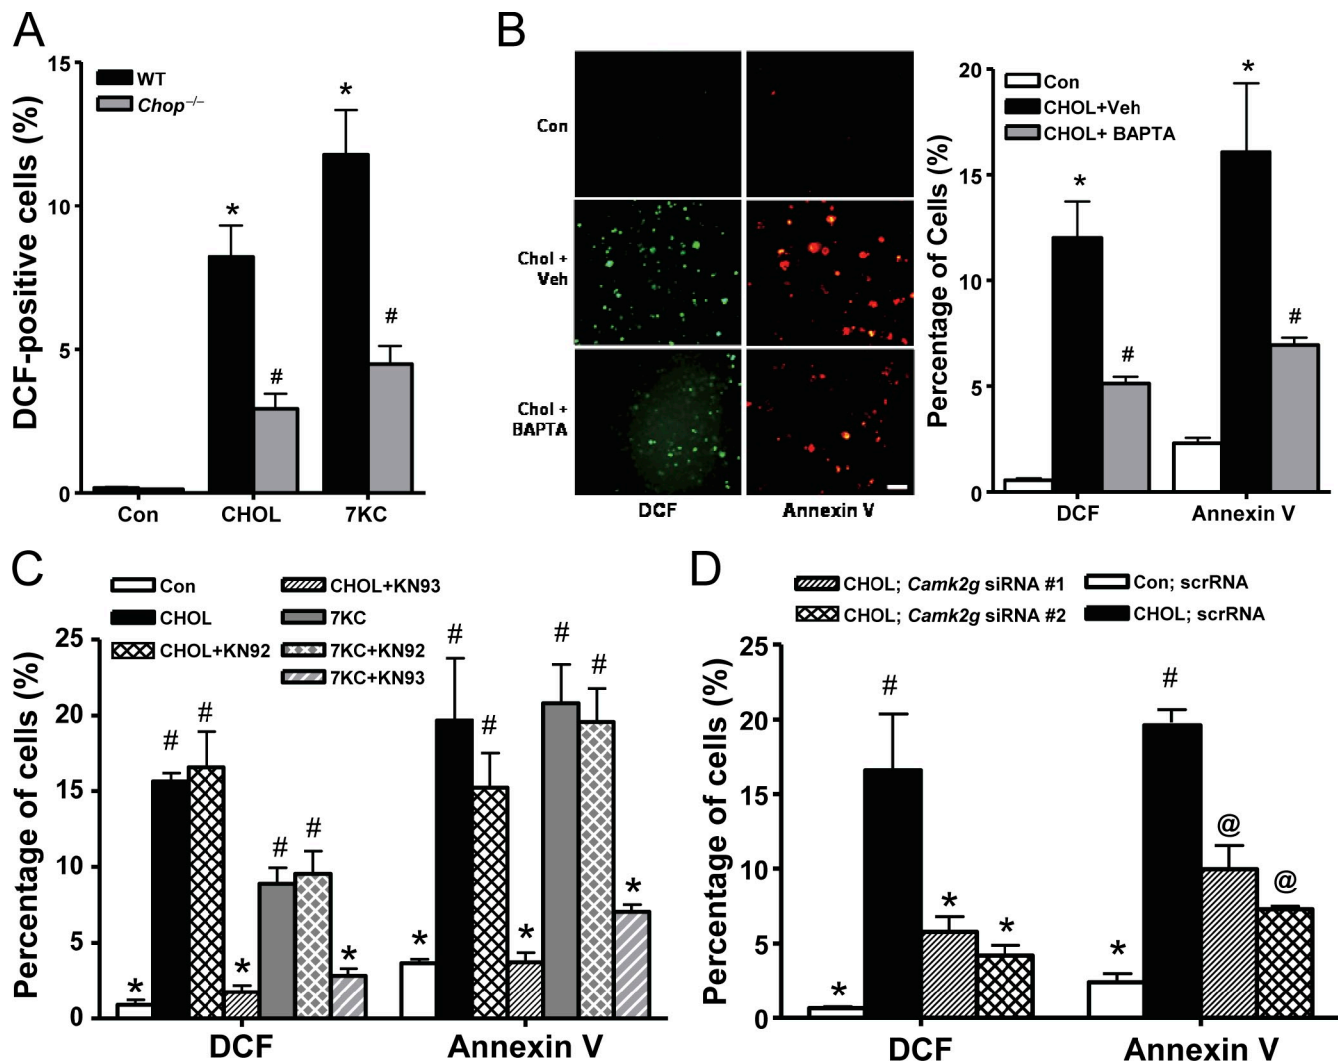 A
DCF-positive cells (%)
15
10
5
0
WT
Chop–/–
*
#
*
#
Con
CHOL
7KC
B
Con
Chol +
Veh
Chol +
BAPTA
DCF
Annexin V
Percentage of Cells (%)
20
15
10
5
0
Con
CHOL+Veh
CHOL+ BAPTA
*
#
*
#
DCF
Annexin V
C
Con
CHOL
CHOL+KN92
CHOL+KN93
7KC
7KC+KN92
7KC+KN93
Percentage of cells (%)
25
20
15
10
5
0
*
#
#
*
#
#
*
*
#
#
*
#
#
*
DCF
Annexin V
D
CHOL; Camk2g siRNA #1
CHOL; Camk2g siRNA #2
Con; scrRNA
CHOL; scrRNA
Percentage of cells (%)
25
20
15
10
5
0
*
#
*
*
*
#
@
@
DCF
Annexin V